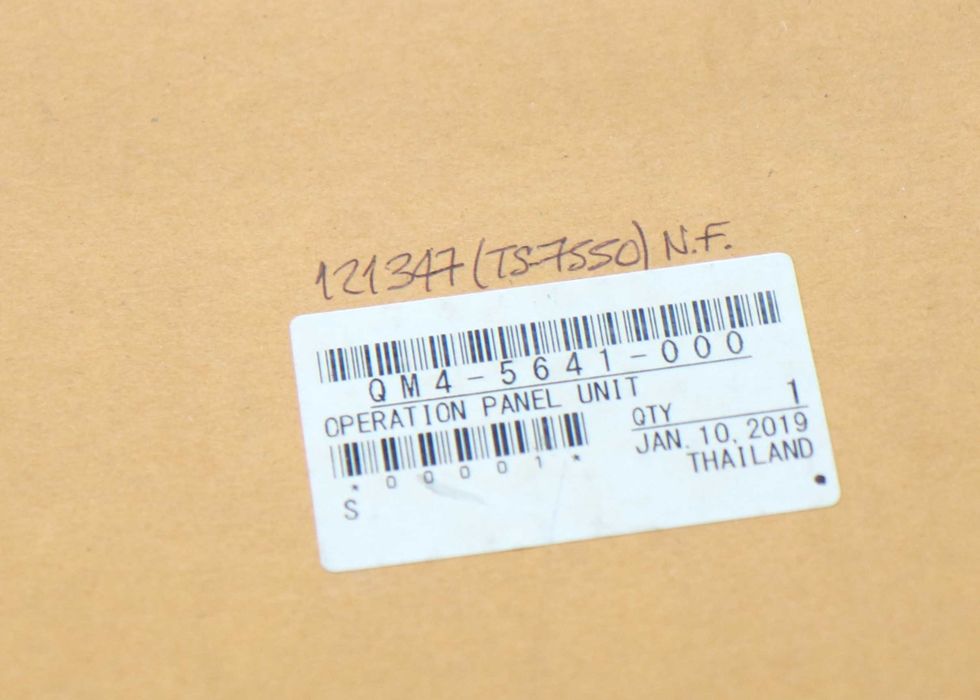 121347 (TS-7550) N.F.
QM4-5641-000
OPERATION PANEL UNIT
QTY 1
*00001*
JAN. 10, 2019
THAILAND
S